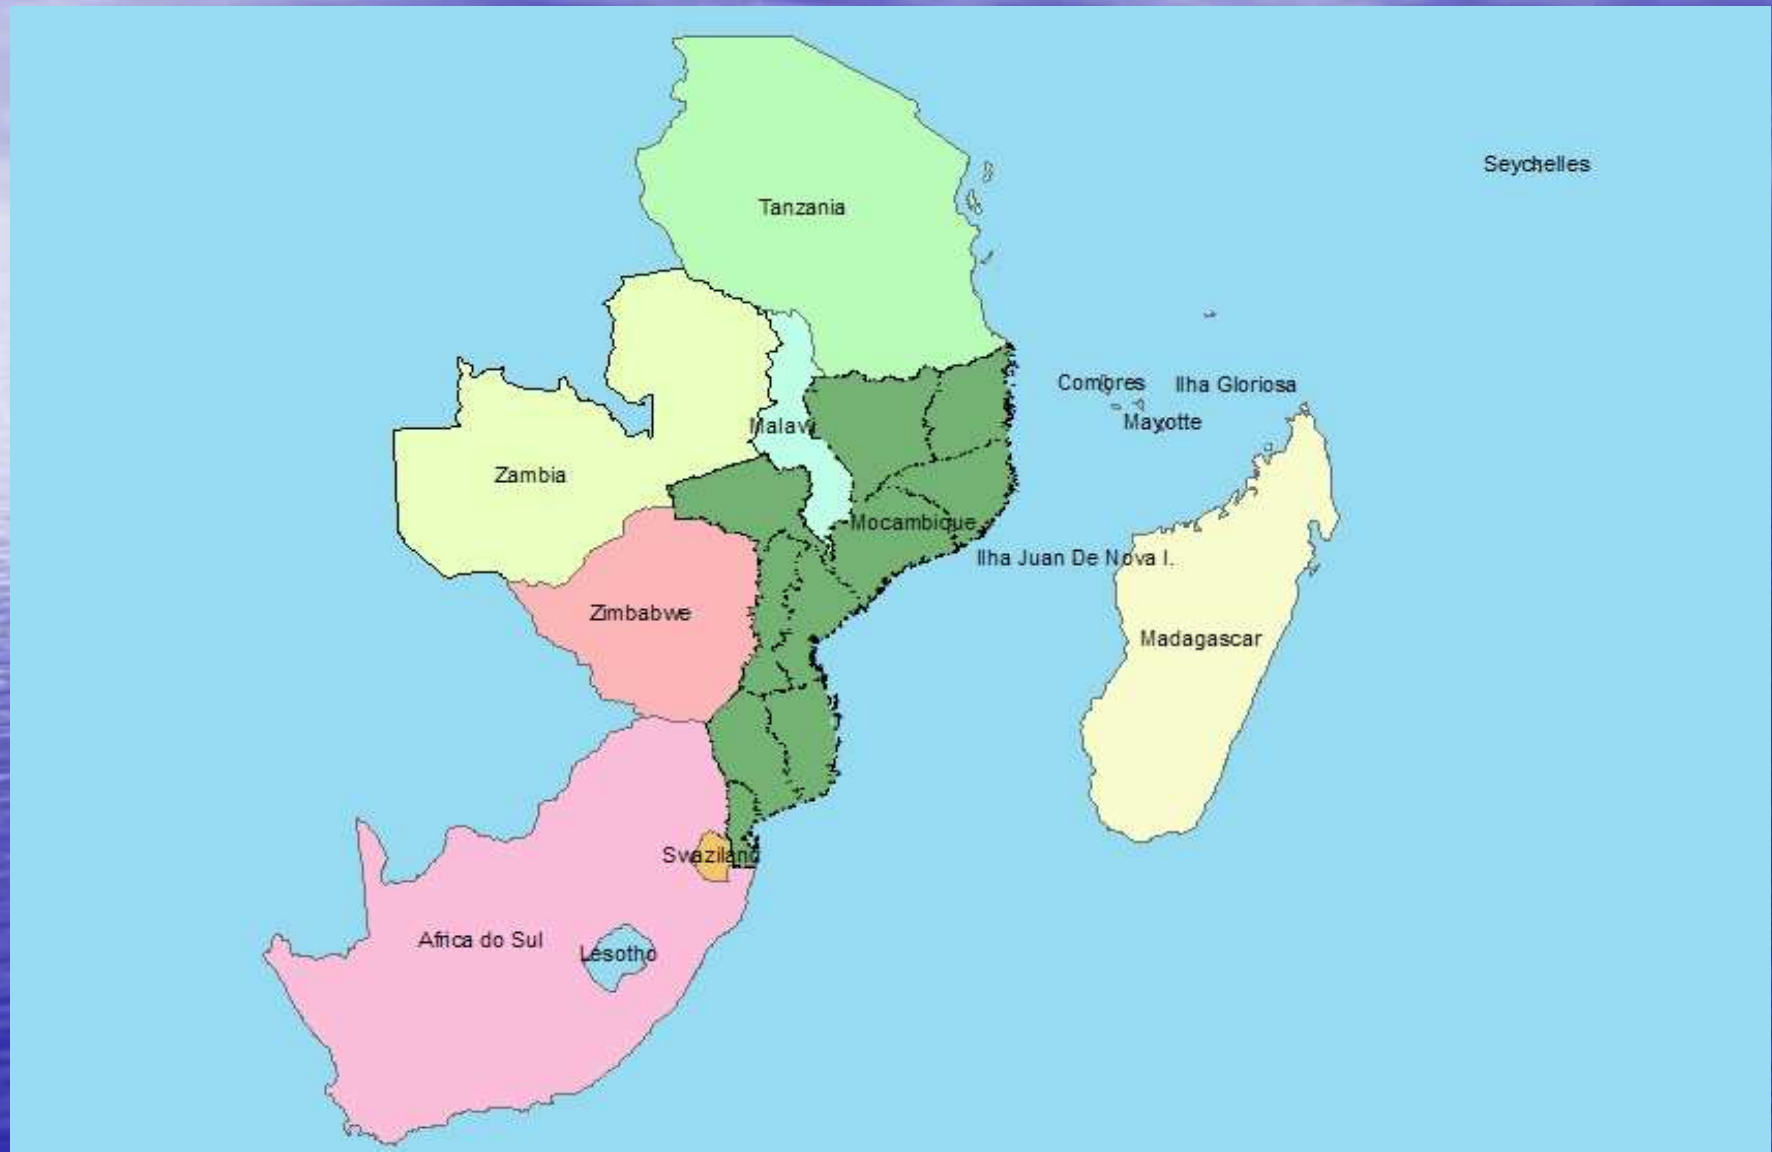 Seychelles
Tanzania
Comores
Ilha Gloriosa
Mayotte
Malawi
Zambia
Mocambique
Ilha Juan De Nova I.
Zimbabwe
Madagascar
Swaziland
Africa do Sul
Lesotho